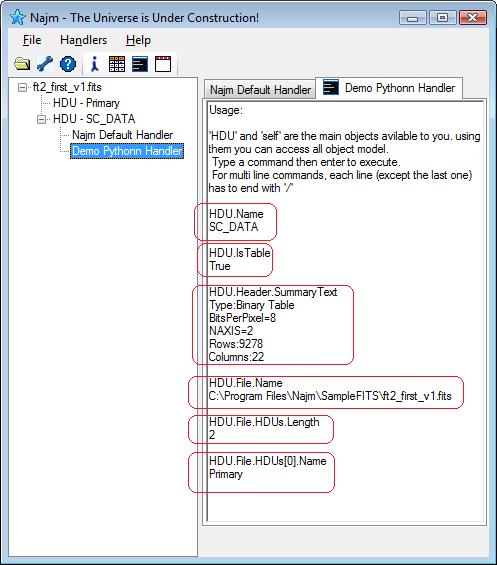 Najm - The Universe is Under Construction!
File Handlers Help
ft2_first_v1.fits
HDU - Primary
HDU - SC_DATA
Najm Default Handler
Demo Pythonn Handler
Najm Default Handler
Demo Pythonn Handler
Usage:
'HDU' and 'self' are the main objects avilable to you. using
them you can access all object model.
Type a command then enter to execute.
For multi line commands, each line (except the last one)
has to end with '/'
HDU.Name
SC_DATA
HDU.IsTable
True
HDU.Header.SummaryText
Type:Binary Table
BitsPerPixel=8
NAXIS=2
Rows:9278
Columns:22
HDU.File.Name
C:\Program Files\Najm\SampleFITS\ft2_first_v1.fits
HDU.File.HDUs.Length
2
HDU.File.HDUs[0].Name
Primary